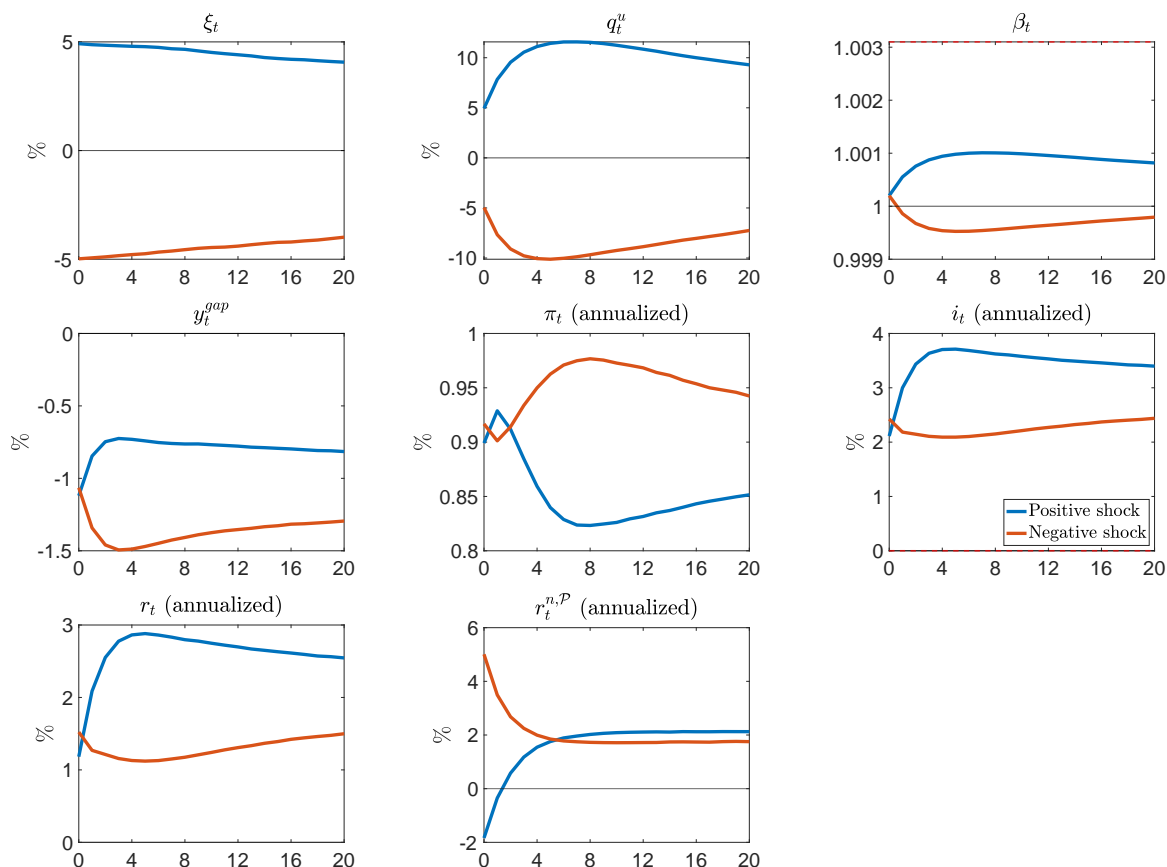 ξ_t
q_t^u
β_t
5
0
-5
%
0 4 8 12 16 20
10
5
0
-5
-10
%
0 4 8 12 16 20
1.003
1.002
1.001
1
0.999
0 4 8 12 16 20
y_t^{gap}
π_t (annualized)
i_t (annualized)
0
-0.5
-1
-1.5
%
0 4 8 12 16 20
1
0.95
0.9
0.85
0.8
%
0 4 8 12 16 20
4
3
2
1
0
%
Positive shock
Negative shock
0 4 8 12 16 20
r_t (annualized)
r_t^{n,P} (annualized)
3
2
1
0
%
0 4 8 12 16 20
6
4
2
0
-2
%
0 4 8 12 16 20